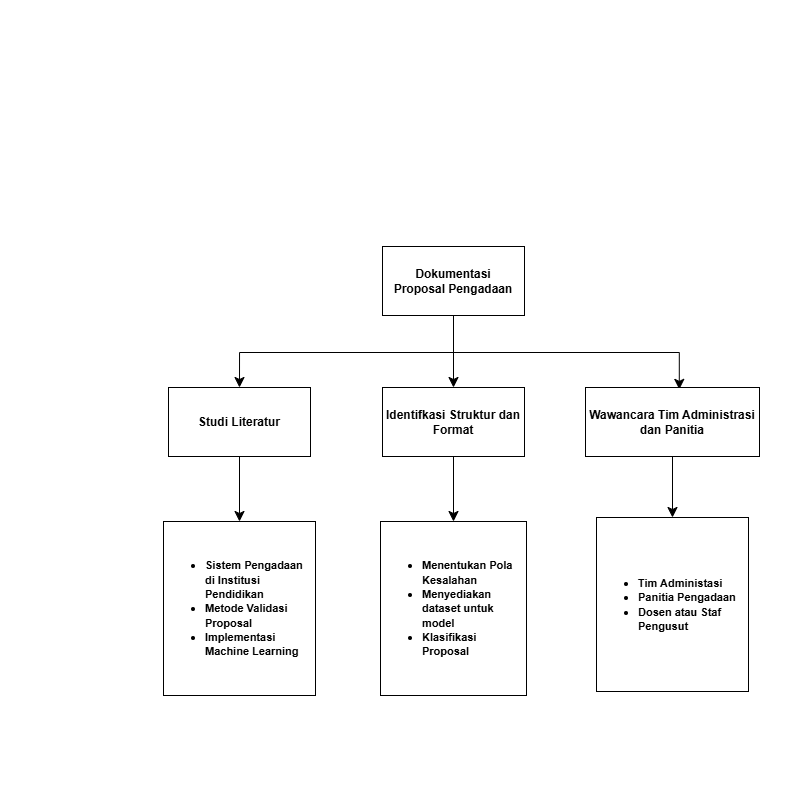 Dokumentasi
Proposal Pengadaan
Studi Literatur
Identifkasi Struktur dan
Format
Wawancara Tim Administrasi
dan Panitia
• Sistem Pengadaan
di Institusi
Pendidikan
• Metode Validasi
Proposal
• Implementasi
Machine Learning
• Menentukan Pola
Kesalahan
• Menyediakan
dataset untuk
model
• Klasifikasi
Proposal
• Tim Administasi
• Panitia Pengadaan
• Dosen atau Staf
Pengusut